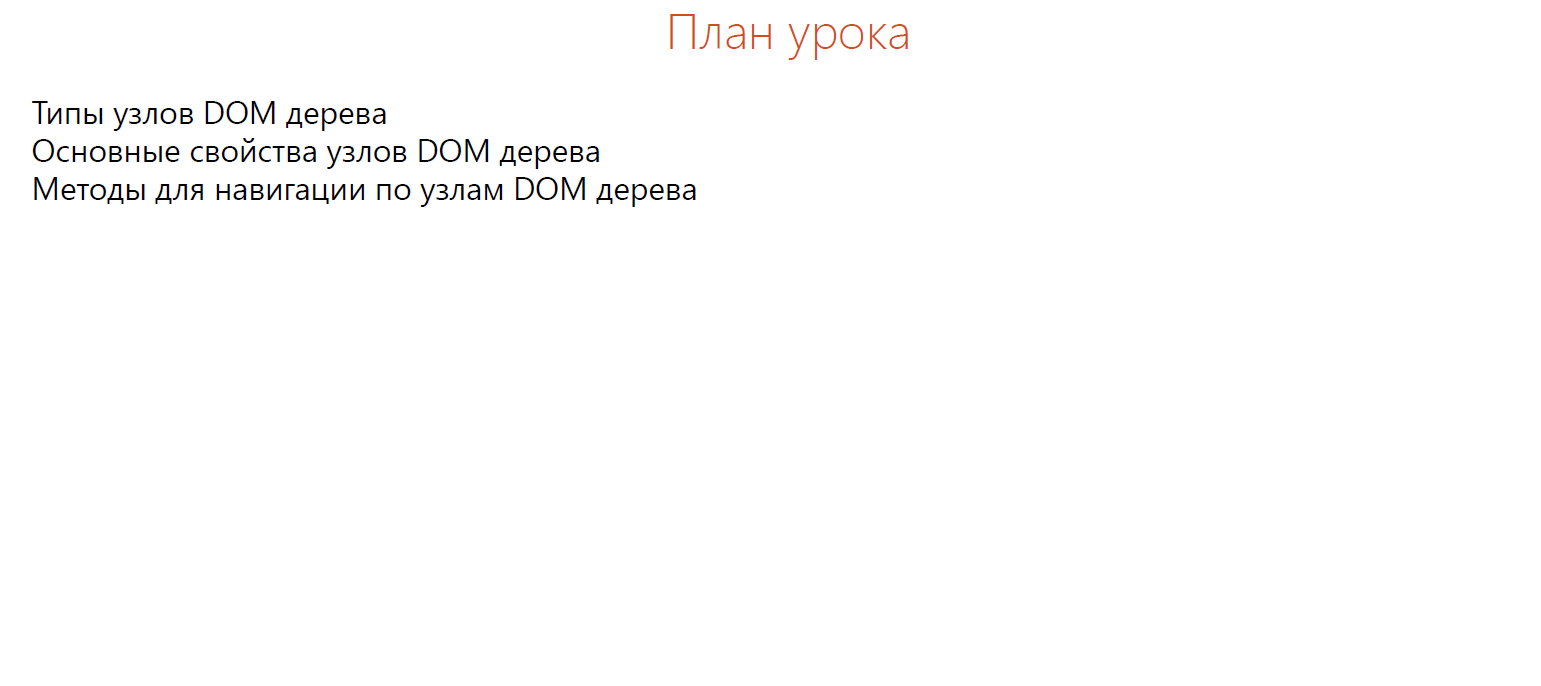 План урока
Типы узлов DOM дерева
Основные свойства узлов DOM дерева
Методы для навигации по узлам DOM дерева